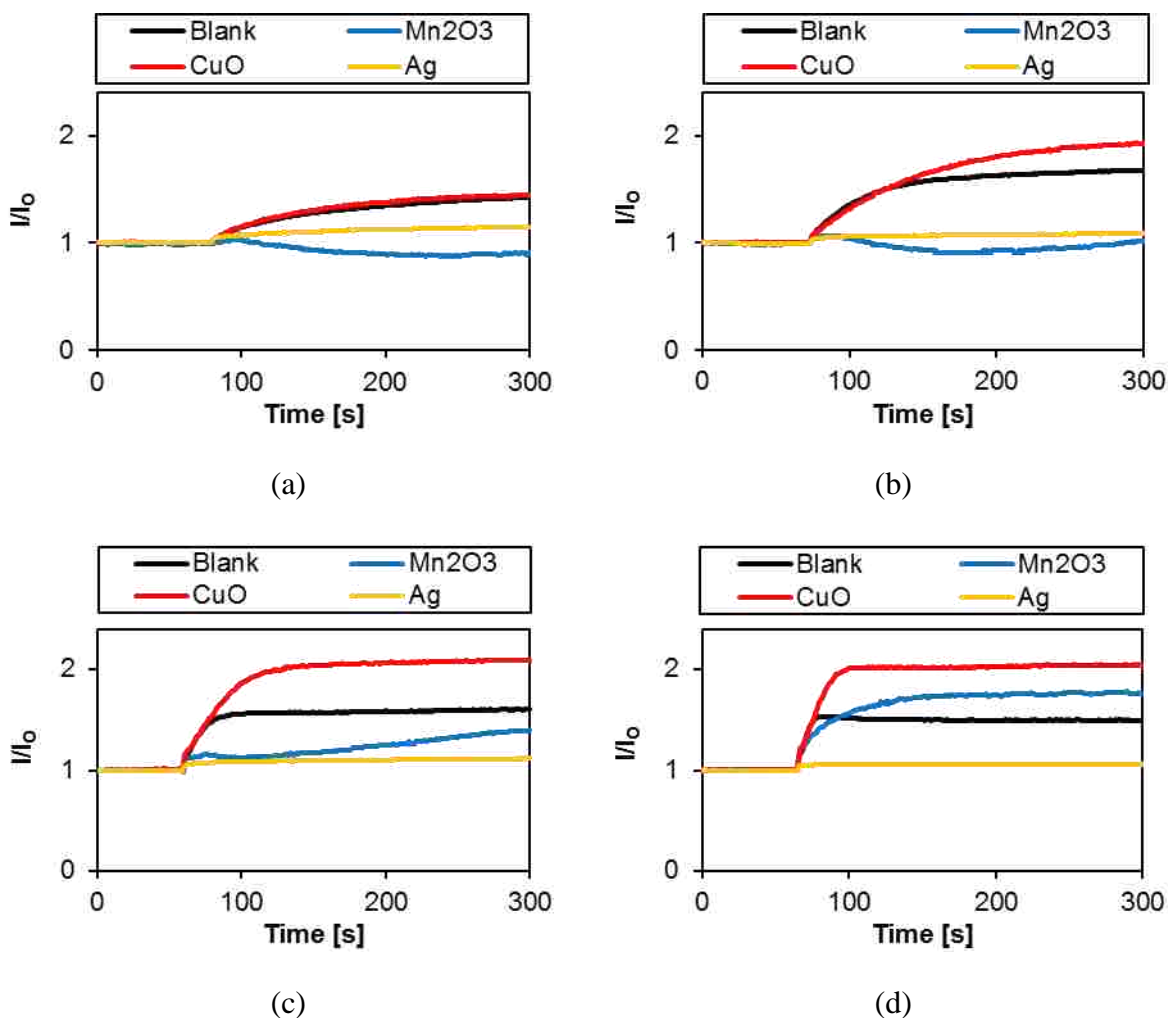 Blank Mn2O3
CuO Ag
2
1
0
I/Io
0 100 200 300
Time [s]
(a)
Blank Mn2O3
CuO Ag
2
1
0
I/Io
0 100 200 300
Time [s]
(b)
Blank Mn2O3
CuO Ag
2
1
0
I/Io
0 100 200 300
Time [s]
(c)
Blank Mn2O3
CuO Ag
2
1
0
I/Io
0 100 200 300
Time [s]
(d)